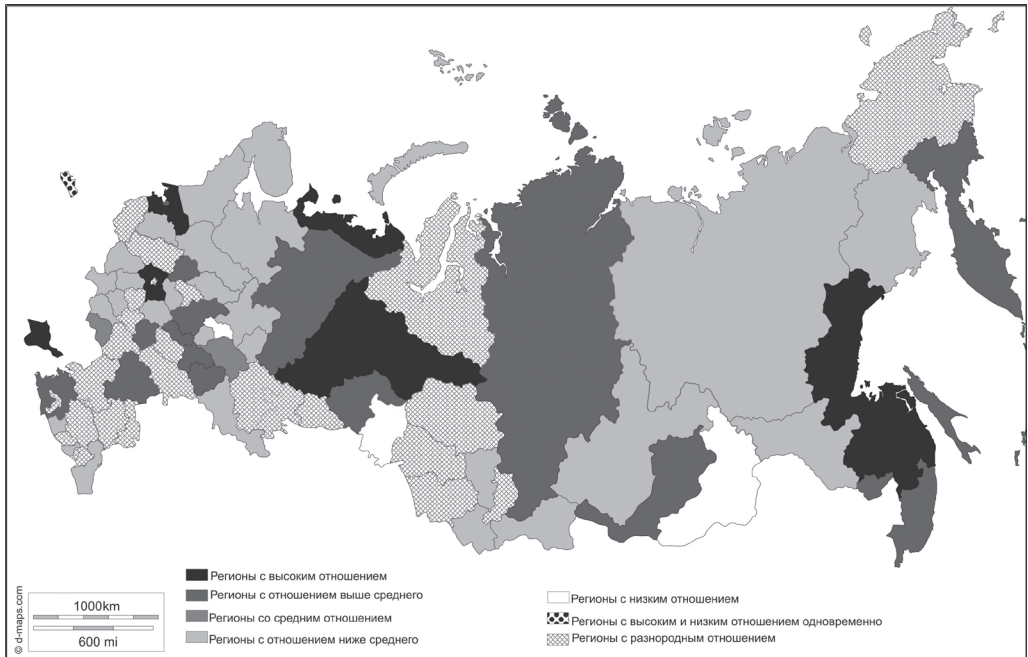 Регионы с высоким отношением
Регионы с отношением выше среднего
Регионы со средним отношением
Регионы с отношением ниже среднего
Регионы с низким отношением
Регионы с высоким и низким отношением одновременно
Регионы с разнородным отношением
1000km
600 mi
© d-maps.com